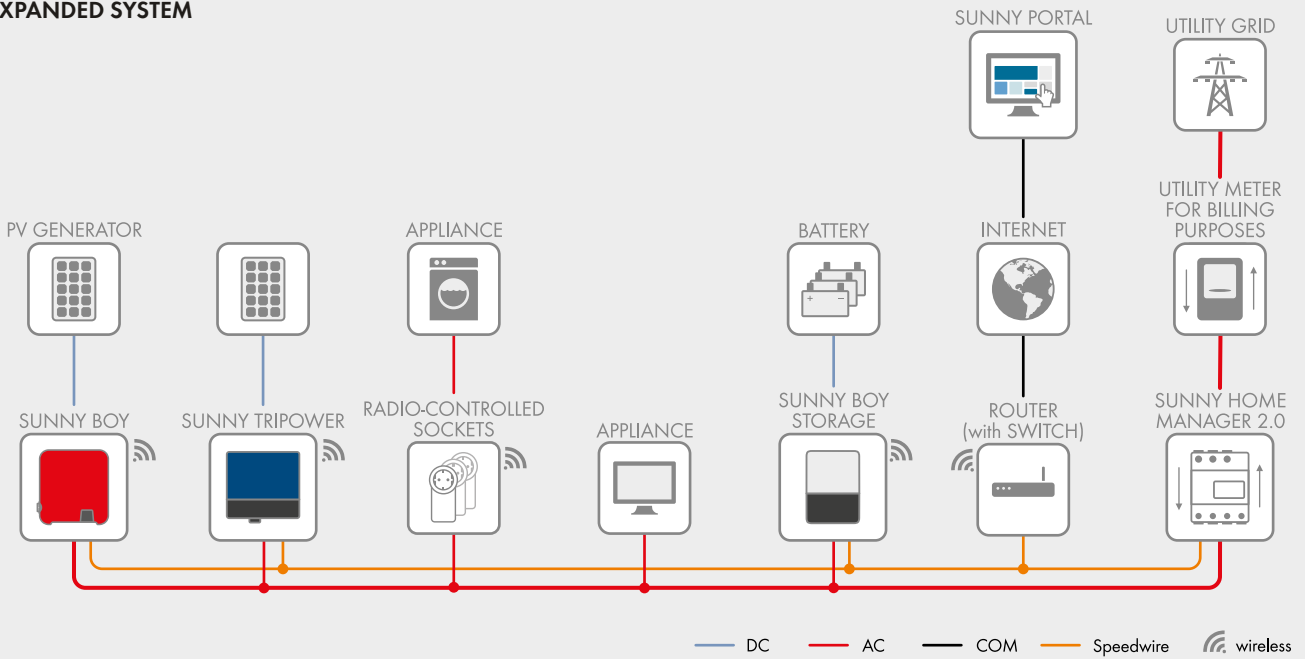 XPANDED SYSTEM
SUNNY PORTAL
UTILITY GRID
UTILITY METER
FOR BILLING
PURPOSES
PV GENERATOR
APPLIANCE
BATTERY
INTERNET
SUNNY BOY
SUNNY TRIPOWER
RADIO-CONTROLLED
SOCKETS
APPLIANCE
SUNNY BOY
STORAGE
ROUTER
(with SWITCH)
SUNNY HOME
MANAGER 2.0
DC
AC
COM
Speedwire
wireless